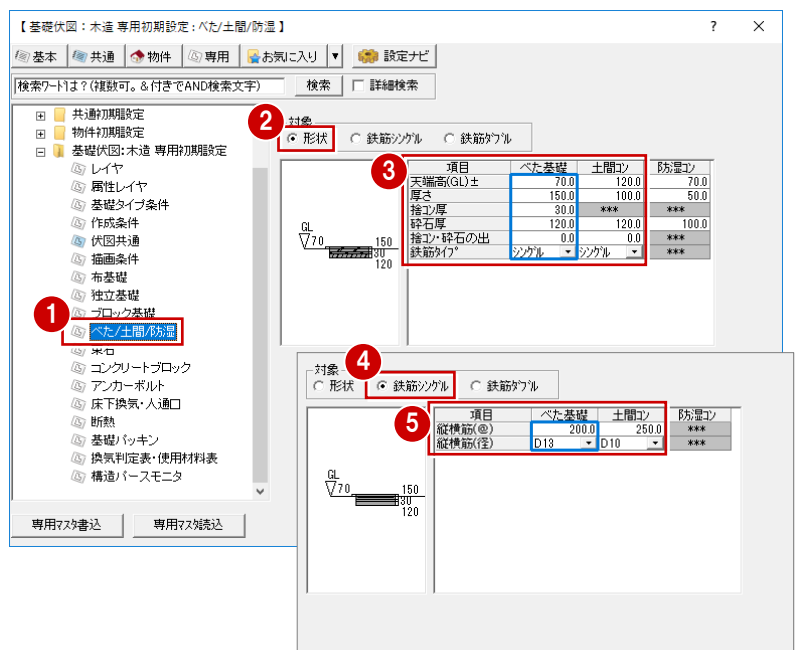 【 基礎伏図：木造 専用初期設定 : べた/土間/防湿 】 ? ×
基本 共通 物件 専用 お気に入り ▼ 設定ナビ
検索ワードは？(複数可。＆付きでAND検索文字) 検索 詳細検索
共通初期設定
物件初期設定
基礎伏図:木造 専用初期設定
レイヤ
属性レイヤ
基礎タイプ条件
作成条件
伏図共通
描画条件
布基礎
独立基礎
ブロック基礎
1
べた/土間/防湿
束石
コンクリートブロック
アンカーボルト
床下換気・人通口
断熱
基礎パッキン
換気判定表・使用材料表
構造パースモニタ
専用マスタ書込 専用マスタ読込
2
対象
形状 鉄筋シングル 鉄筋ダブル
3
項目 べた基礎 土間コン 防湿コン
天端高(GL)± 70.0 120.0 70.0
厚さ 150.0 100.0 50.0
捨コン厚 30.0 *** ***
砕石厚 120.0 120.0 100.0
捨コン・砕石の出 0.0 0.0 ***
鉄筋タイプ シングル シングル ***
GL
70 150
30
120
4
対象
形状 鉄筋シングル 鉄筋ダブル
5
項目 べた基礎 土間コン 防湿コン
縦横筋(@) 200.0 250.0 ***
縦横筋(径) D13 D10 ***
GL
70 150
30
120